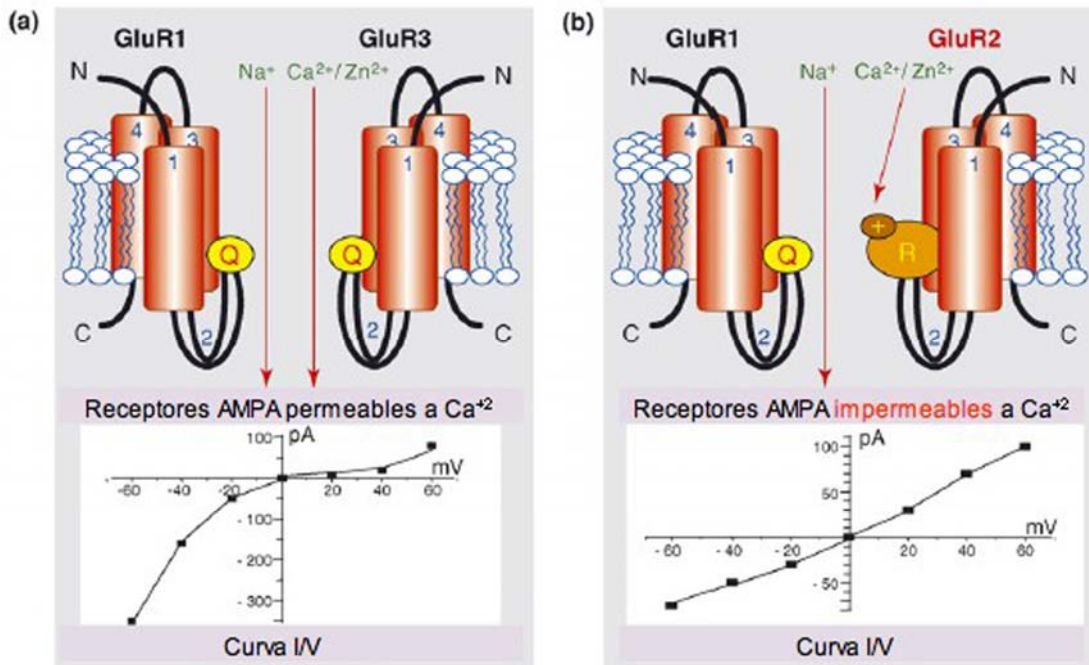 (a)
GluR1 GluR3
N Na⁺ Ca²⁺/Zn²⁺ N
4 3 1 3 4 1
Q Q
C 2 C
Receptores AMPA permeables a Ca⁺²
pA
100
mV
-60 -40 -20 0 20 40 60
- 100
- 200
- 300
Curva I/V
(b)
GluR1 GluR2
N Na⁺ Ca²⁺/Zn²⁺ N
4 3 1 3 4 1
Q + R
C 2 2 C
Receptores AMPA impermeables a Ca⁺²
pA
100
50
mV
- 60 - 40 - 20 0 20 40 60
- 50
Curva I/V